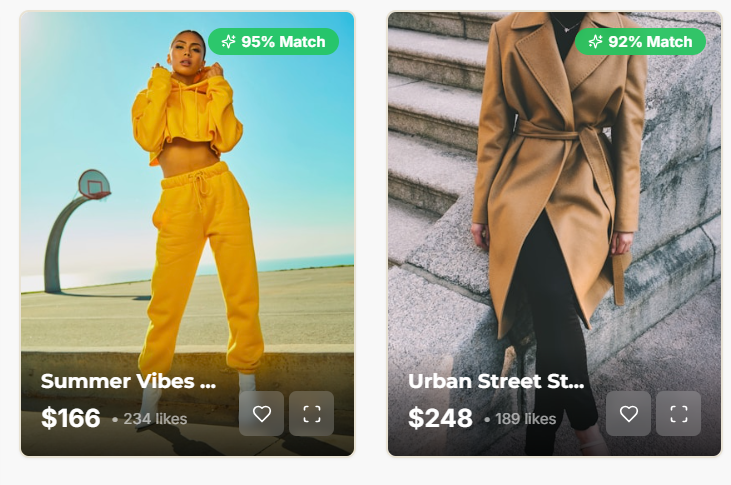 95% Match
Summer Vibes ...
$166 • 234 likes
92% Match
Urban Street St...
$248 • 189 likes